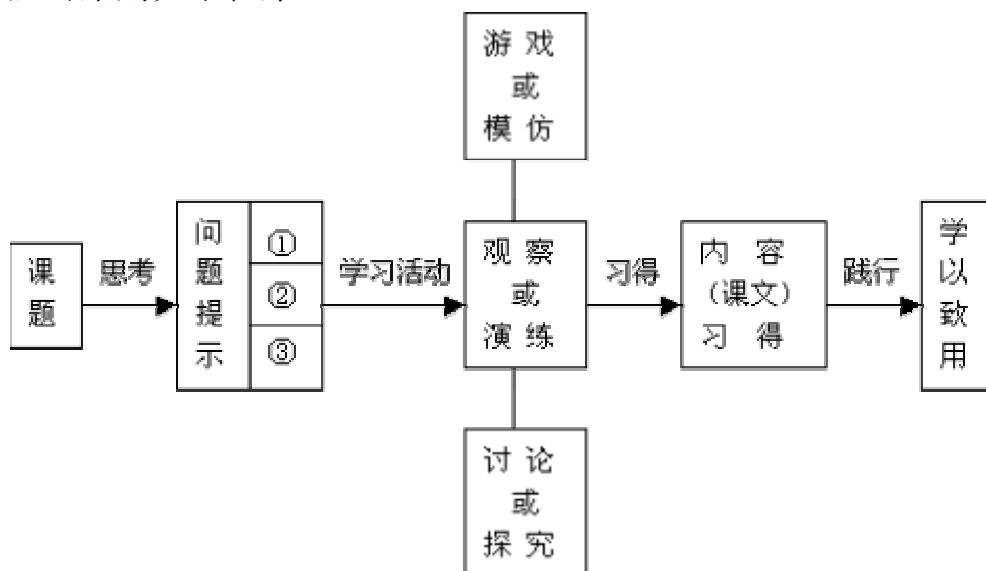 游 戏
或
模 仿
课
题
思考
问
题
提
示
①
②
③
学习活动
观 察
或
演 练
习得
内 容
（课文）
习 得
践行
学
以
致
用
讨 论
或
探 究